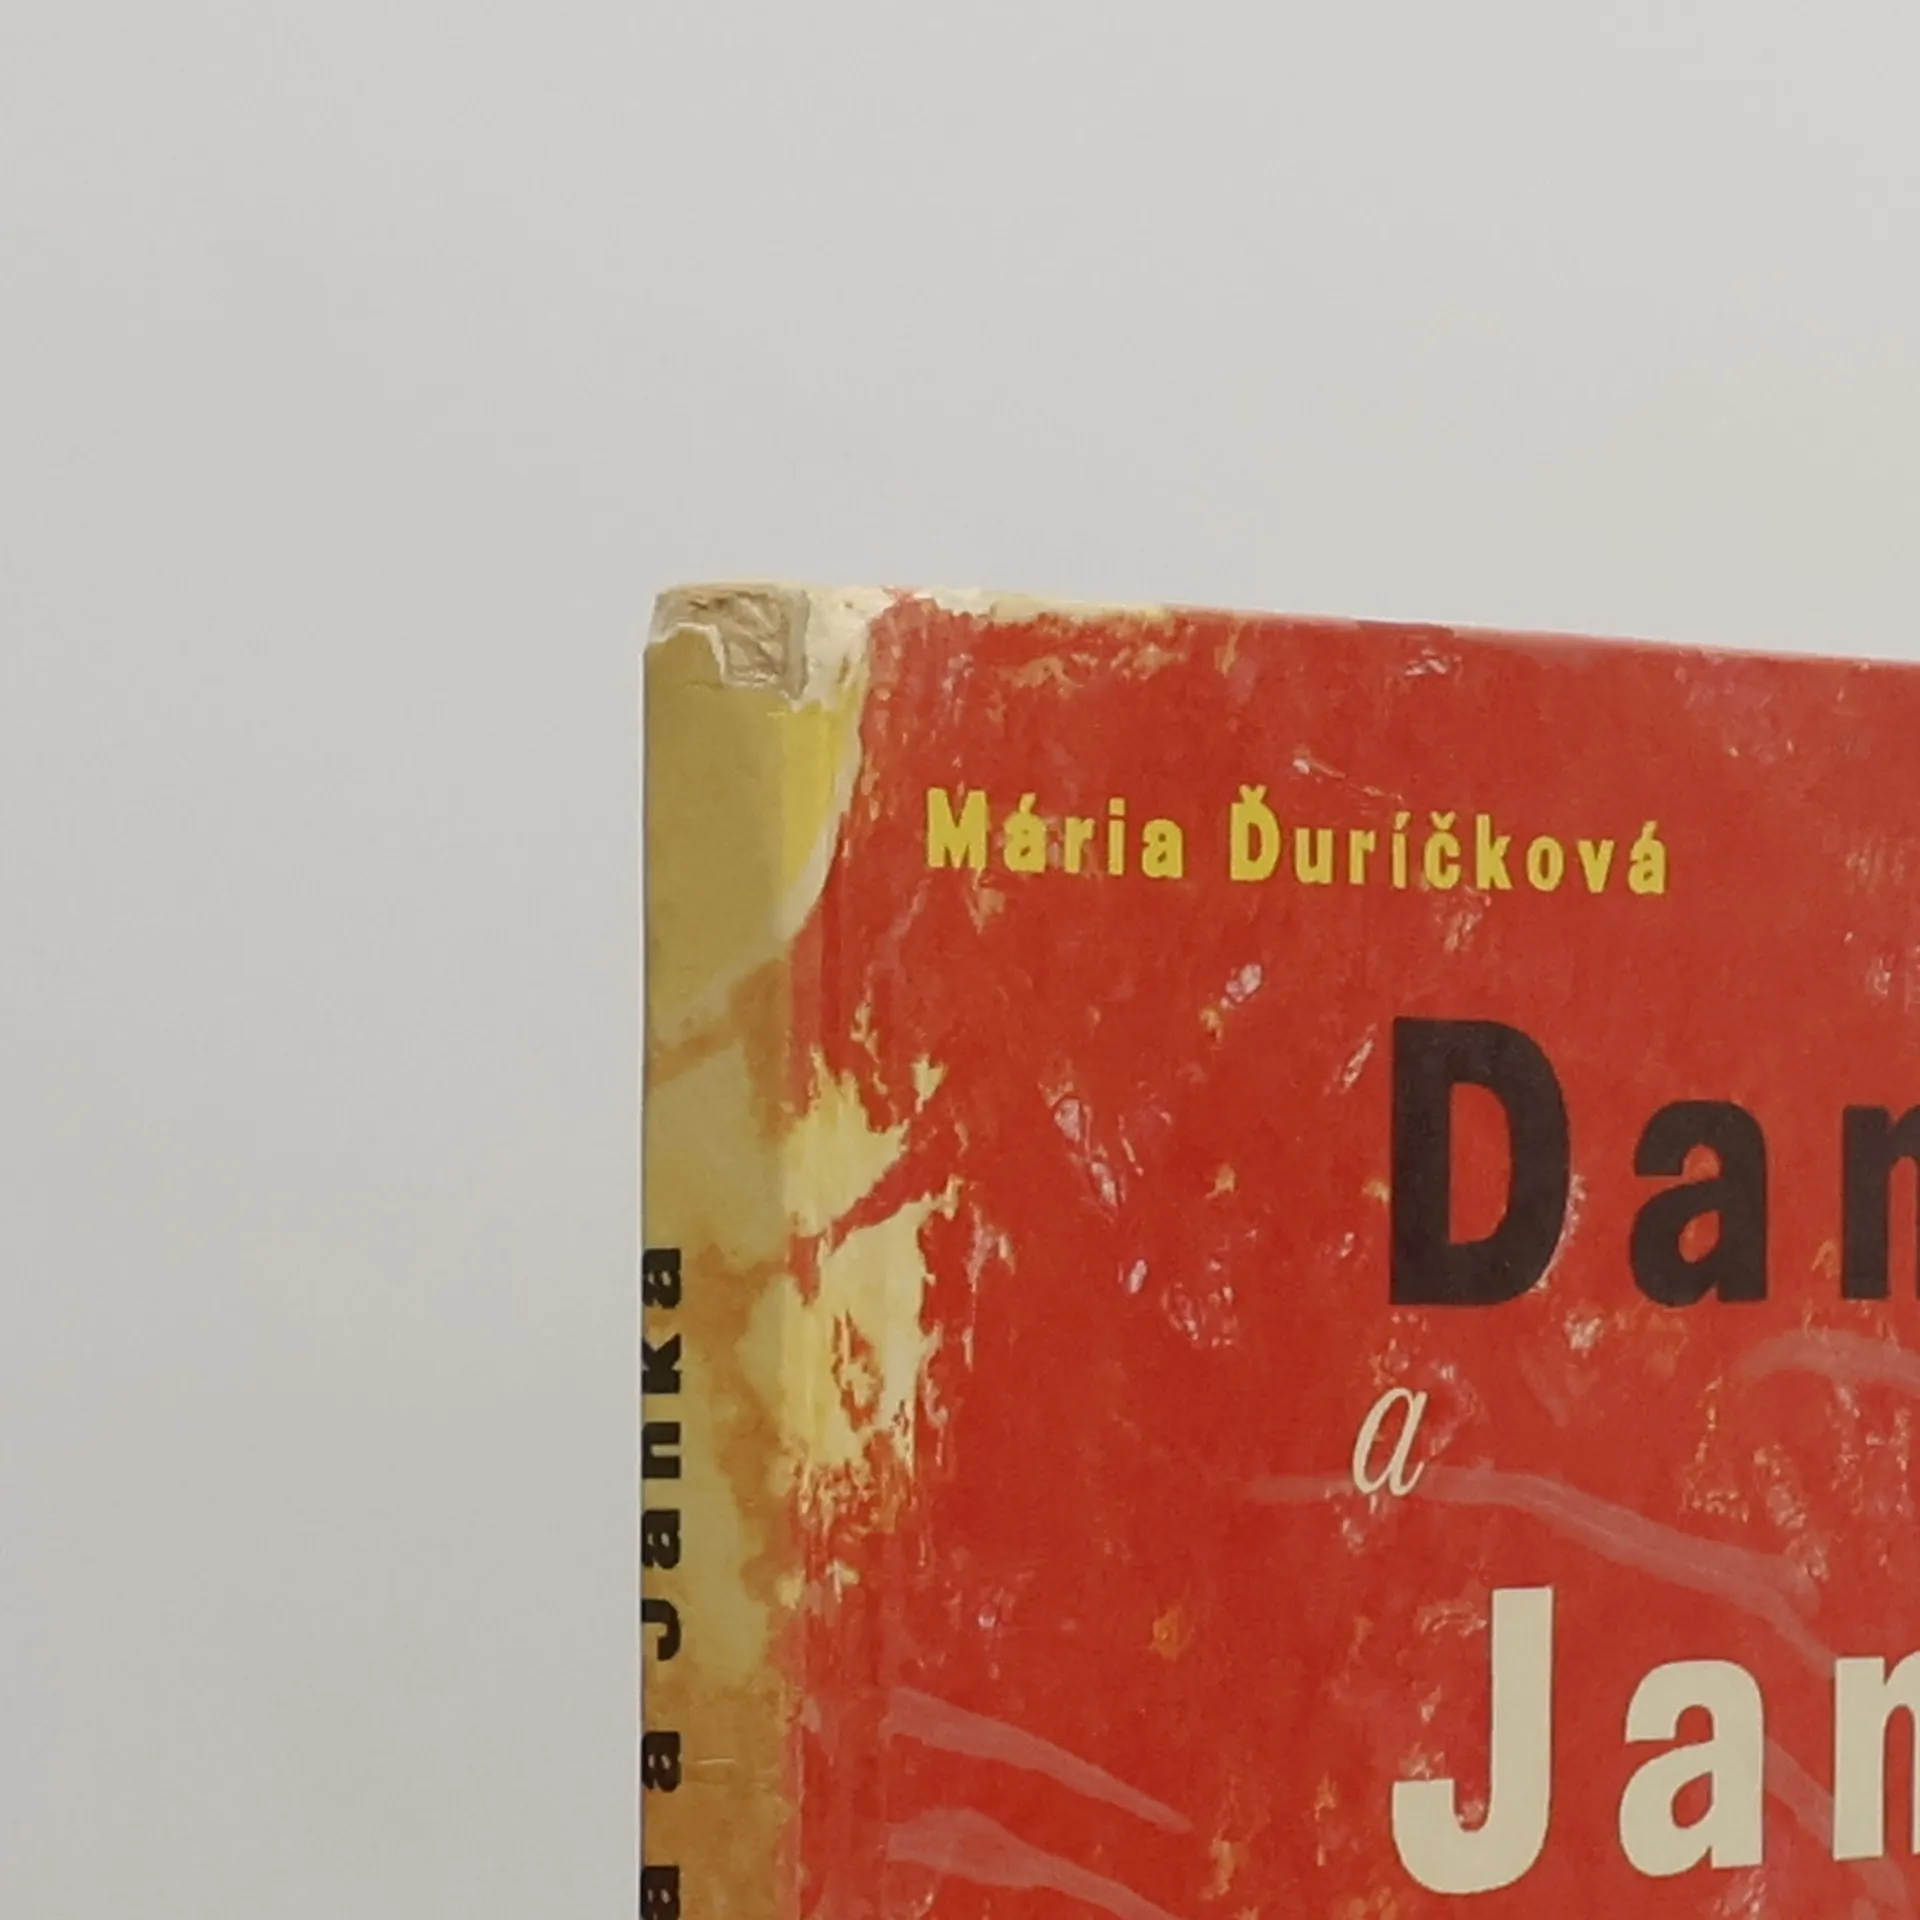 Mária Ďuríčková
Dan
a
Jan
a a Janka